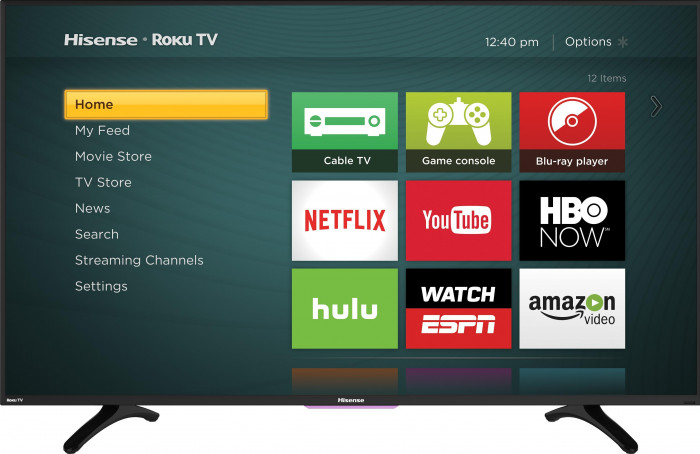 Hisense • Roku TV
12:40 pm
Options
12 Items
Home
My Feed
Movie Store
TV Store
News
Search
Streaming Channels
Settings
Cable TV
Game console
Blu-ray player
NETFLIX
YouTube
HBO
NOW
hulu
WATCH
ESPN
amazon
video
Roku TV
Hisense